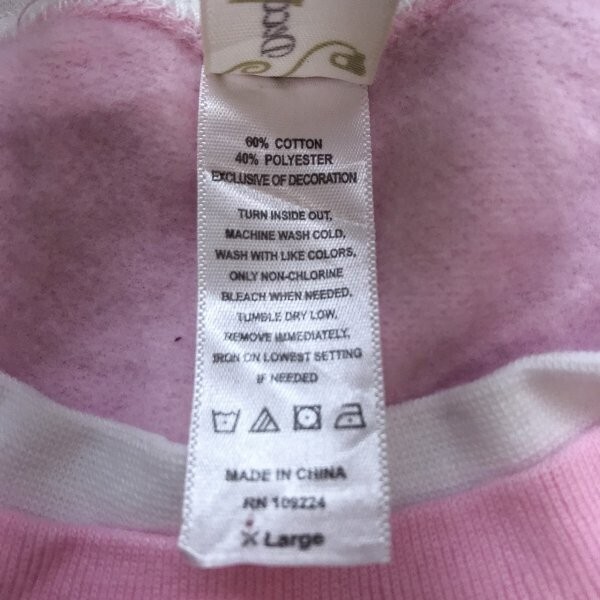 60% COTTON
40% POLYESTER
EXCLUSIVE OF DECORATION
TURN INSIDE OUT,
MACHINE WASH COLD,
WASH WITH LIKE COLORS,
ONLY NON-CHLORINE
BLEACH WHEN NEEDED,
TUMBLE DRY LOW,
REMOVE IMMEDIATELY,
IRON ON LOWEST SETTING
IF NEEDED
MADE IN CHINA
RN 109224
X Large